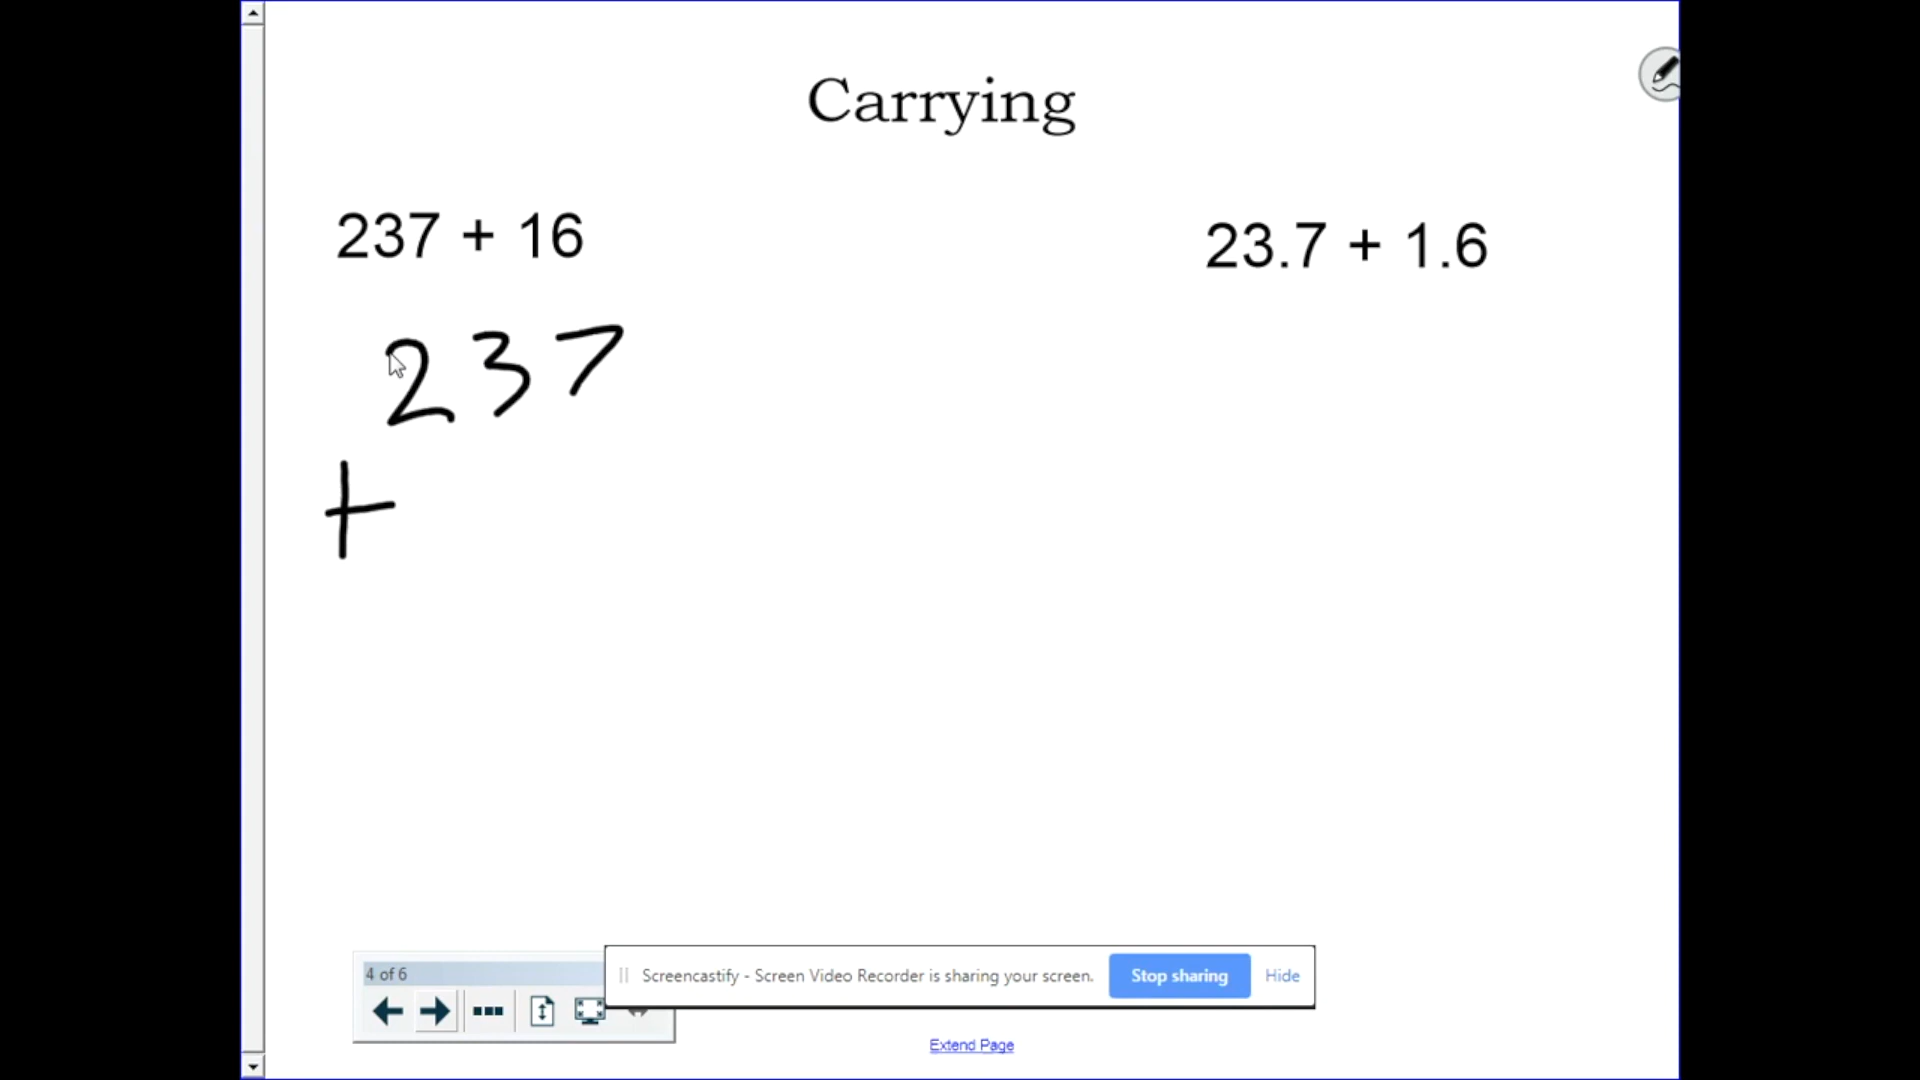 Carrying
237 + 16
23.7 + 1.6
237
+
4 of 6
Screencastify - Screen Video Recorder is sharing your screen.
Stop sharing
Hide
Extend Page